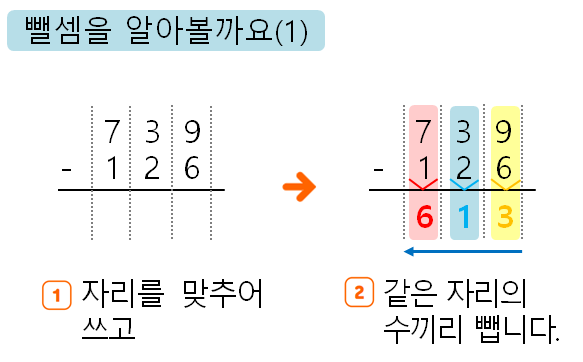 뺄셈을 알아볼까요(1)
7 3 9
- 1 2 6
1 자리를 맞추어
쓰고
7 3 9
- 1 2 6
6 1 3
2 같은 자리의
수끼리 뺍니다.